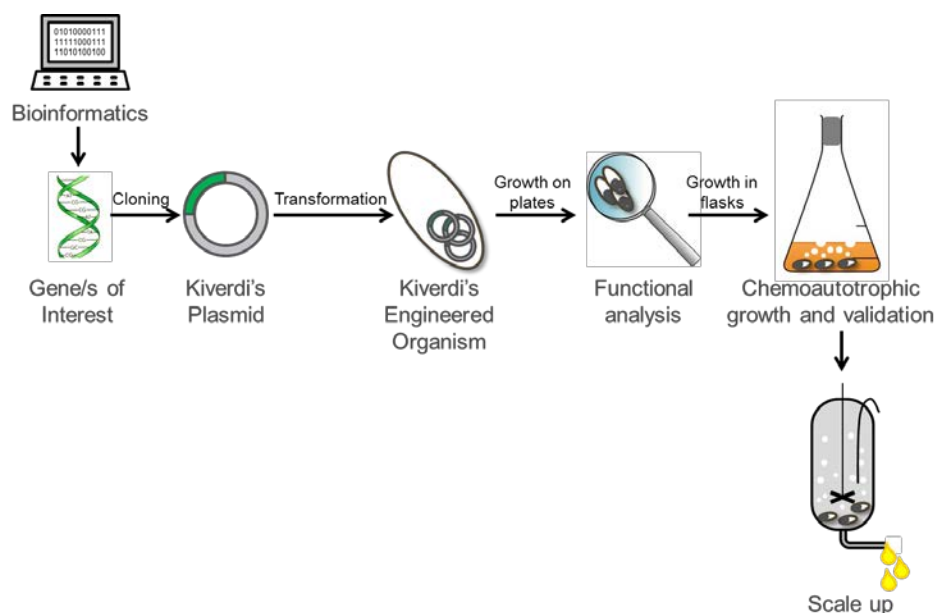 01010000111
11111000111
11010100100
Bioinformatics
Cloning
Transformation
Growth on
plates
Growth in
flasks
Gene/s of
Interest
Kiverdi's
Plasmid
Kiverdi's
Engineered
Organism
Functional
analysis
Chemoautotrophic
growth and validation
Scale up